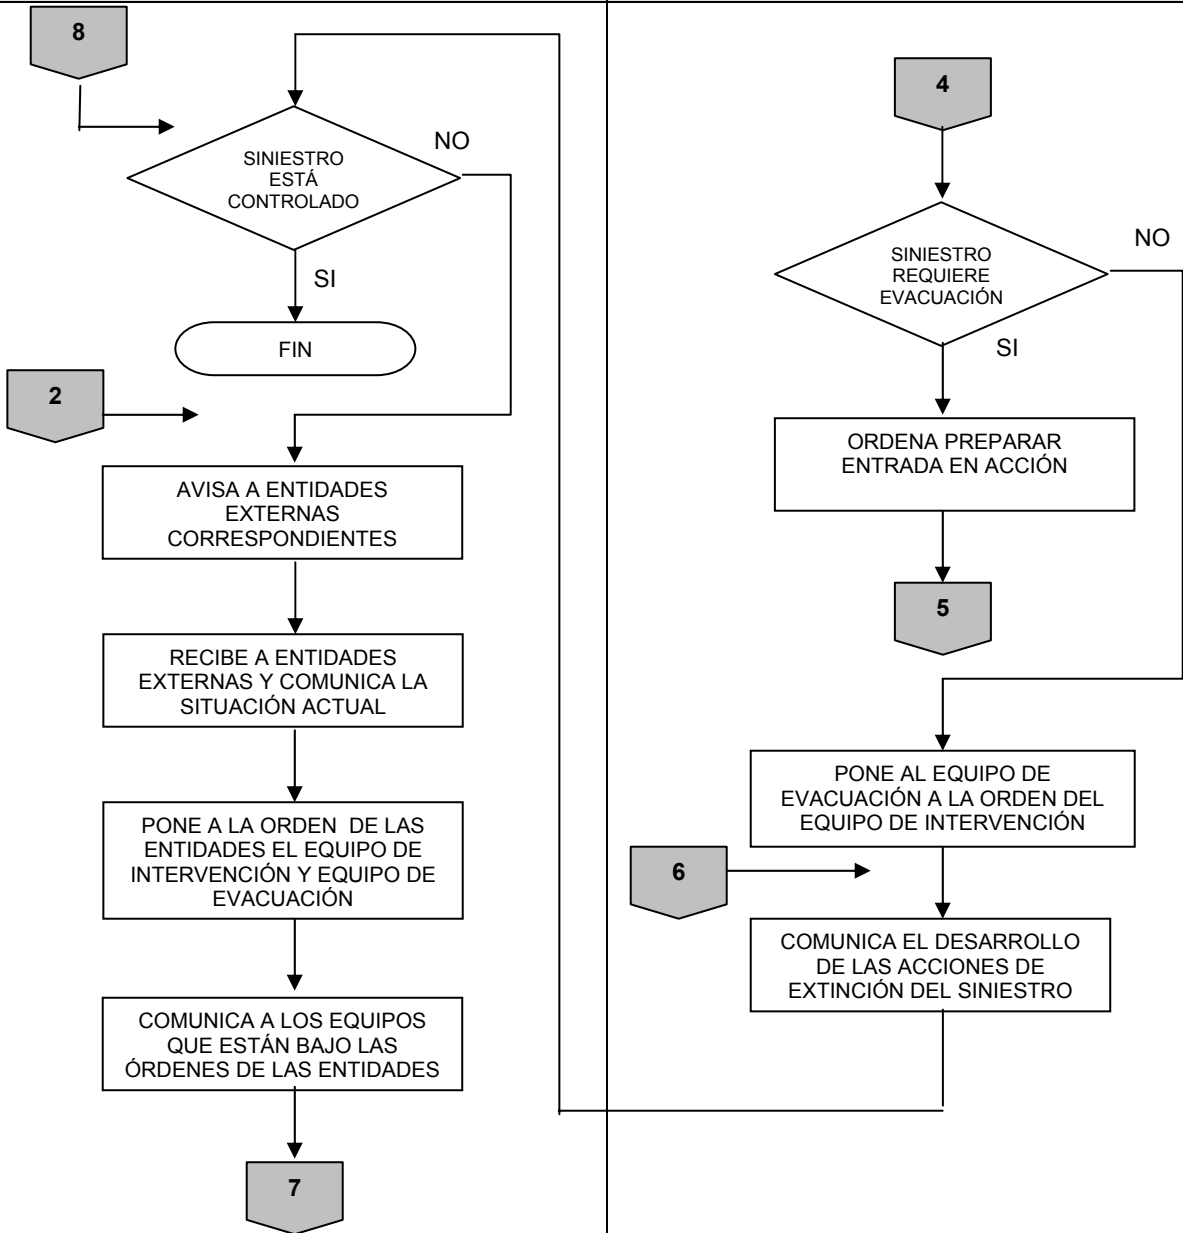 8
SINIESTRO
ESTÁ
CONTROLADO
NO
SI
FIN
2
AVISA A ENTIDADES
EXTERNAS
CORRESPONDIENTES
RECIBE A ENTIDADES
EXTERNAS Y COMUNICA LA
SITUACIÓN ACTUAL
PONE A LA ORDEN DE LAS
ENTIDADES EL EQUIPO DE
INTERVENCIÓN Y EQUIPO DE
EVACUACIÓN
COMUNICA A LOS EQUIPOS
QUE ESTÁN BAJO LAS
ÓRDENES DE LAS ENTIDADES
7
4
SINIESTRO
REQUIERE
EVACUACIÓN
NO
SI
ORDENA PREPARAR
ENTRADA EN ACCIÓN
5
PONE AL EQUIPO DE
EVACUACIÓN A LA ORDEN DEL
EQUIPO DE INTERVENCIÓN
6
COMUNICA EL DESARROLLO
DE LAS ACCIONES DE
EXTINCIÓN DEL SINIESTRO